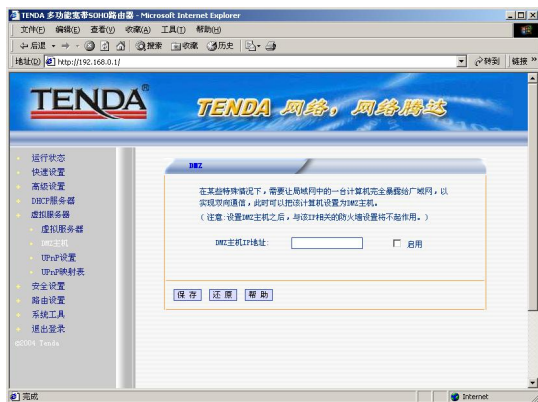 TENDA 多功能宽带SOHO路由器 - Microsoft Internet Explorer
文件(F) 编辑(E) 查看(V) 收藏(A) 工具(T) 帮助(H)
后退 搜索 收藏 历史
地址(D) http://192.168.0.1/ 转到 链接 »
TENDA®
TENDA 网络，网络腾达
运行状态
快速设置
高级设置
DHCP服务器
虚拟服务器
虚拟服务器
DMZ主机
UPnP设置
UPnP映射表
安全设置
路由设置
系统工具
退出登录
©2004 Tenda
DMZ
在某些特殊情况下，需要让局域网中的一台计算机完全暴露给广域网，以
实现双向通信，此时可以把该计算机设置为DMZ主机。
（注意:设置DMZ主机之后，与该IP相关的防火墙设置将不起作用。）
DMZ主机IP地址: 启用
保存 还原 帮助
完成 Internet